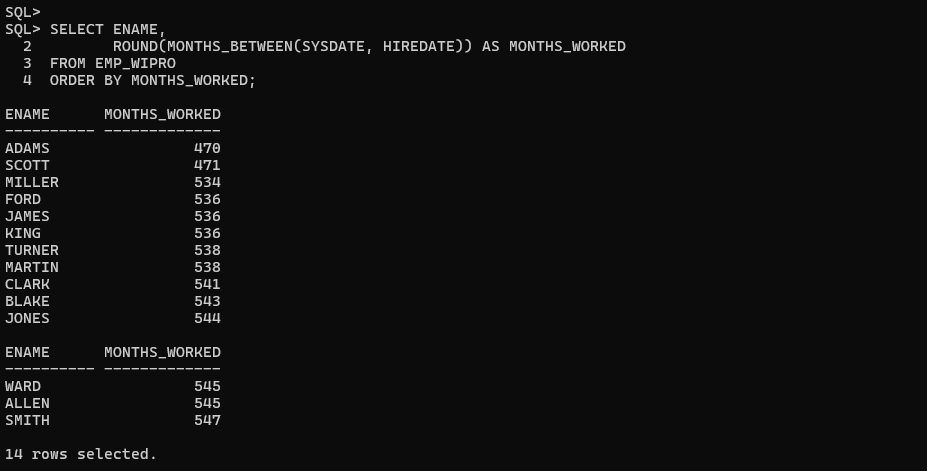 SQL>
SQL> SELECT ENAME,
  2         ROUND(MONTHS_BETWEEN(SYSDATE, HIREDATE)) AS MONTHS_WORKED
  3  FROM EMP_WIPRO
  4  ORDER BY MONTHS_WORKED;

ENAME      MONTHS_WORKED
---------- -------------
ADAMS                470
SCOTT                471
MILLER               534
FORD                 536
JAMES                536
KING                 536
TURNER               538
MARTIN               538
CLARK                541
BLAKE                543
JONES                544

ENAME      MONTHS_WORKED
---------- -------------
WARD                 545
ALLEN                545
SMITH                547

14 rows selected.